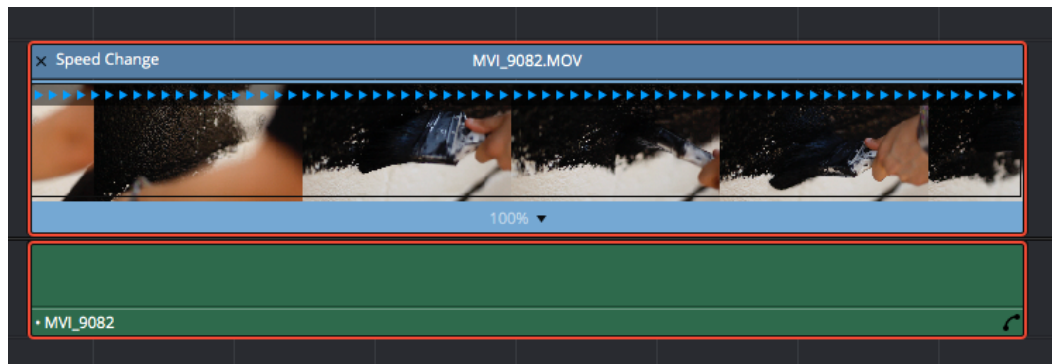 × Speed Change
MVI_9082.MOV
100% ▼
• MVI_9082